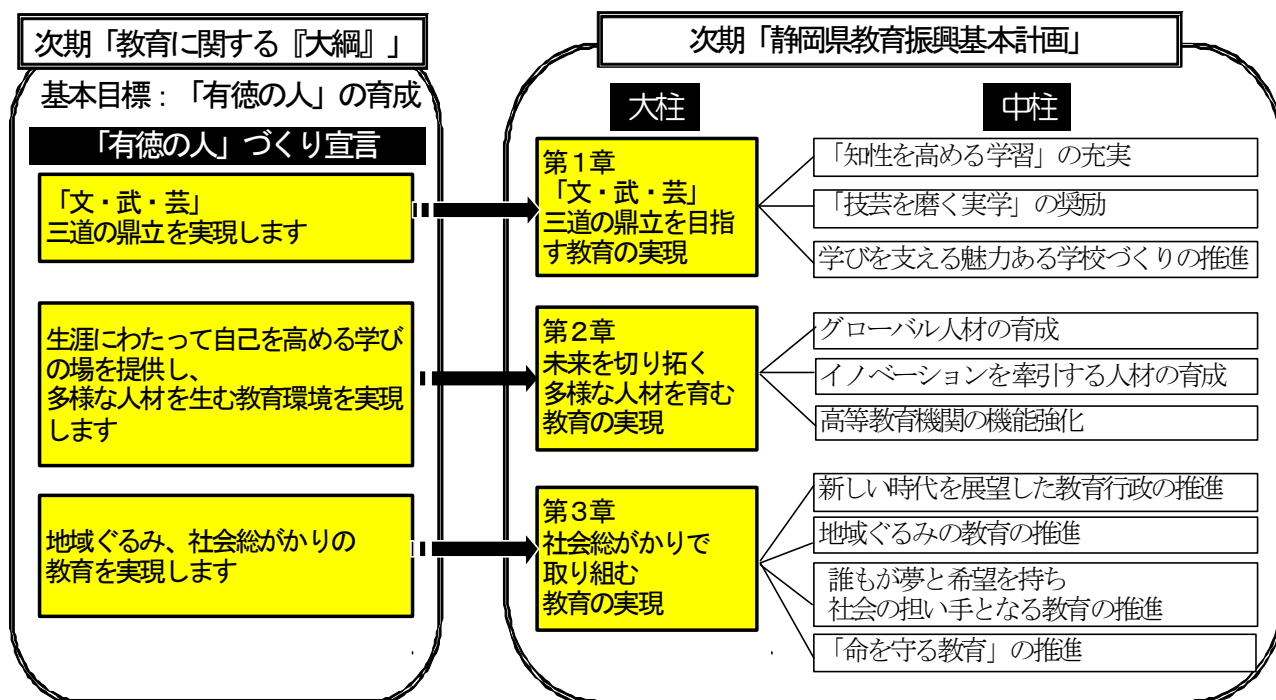 次期「教育に関する『大綱』」
基本目標：「有徳の人」の育成
「有徳の人」づくり宣言
「文・武・芸」
三道の鼎立を実現します
生涯にわたって自己を高める学び
の場を提供し、
多様な人材を生む教育環境を実現
します
地域ぐるみ、社会総がかりの
教育を実現します
次期「静岡県教育振興基本計画」
大柱
中柱
第１章
「文・武・芸」
三道の鼎立を目指
す教育の実現
「知性を高める学習」の充実
「技芸を磨く実学」の奨励
学びを支える魅力ある学校づくりの推進
第２章
未来を切り拓く
多様な人材を育む
教育の実現
グローバル人材の育成
イノベーションを牽引する人材の育成
高等教育機関の機能強化
第３章
社会総がかりで
取り組む
教育の実現
新しい時代を展望した教育行政の推進
地域ぐるみの教育の推進
誰もが夢と希望を持ち
社会の担い手となる教育の推進
「命を守る教育」の推進